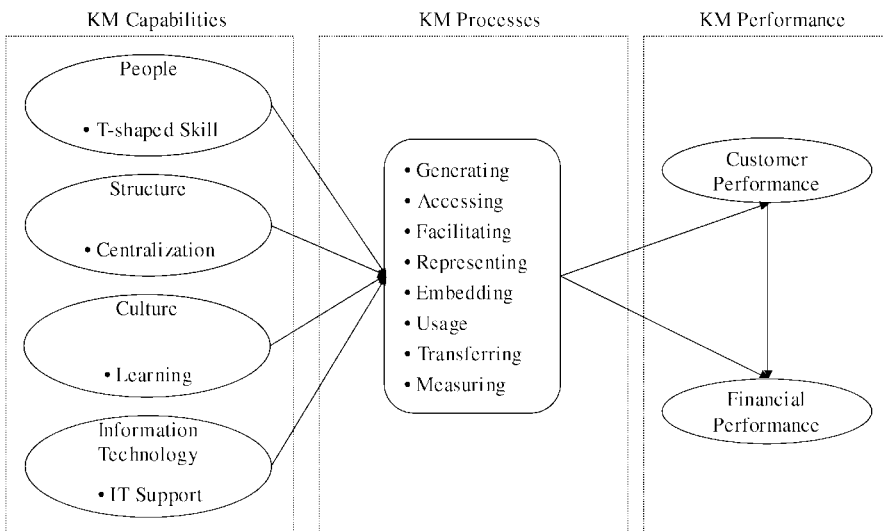 KM Capabilities
KM Processes
KM Performance
People
• T-shaped Skill
Structure
• Centralization
Culture
• Learning
Information
Technology
• IT Support
• Generating
• Accessing
• Facilitating
• Representing
• Embedding
• Usage
• Transferring
• Measuring
Customer
Performance
Financial
Performance